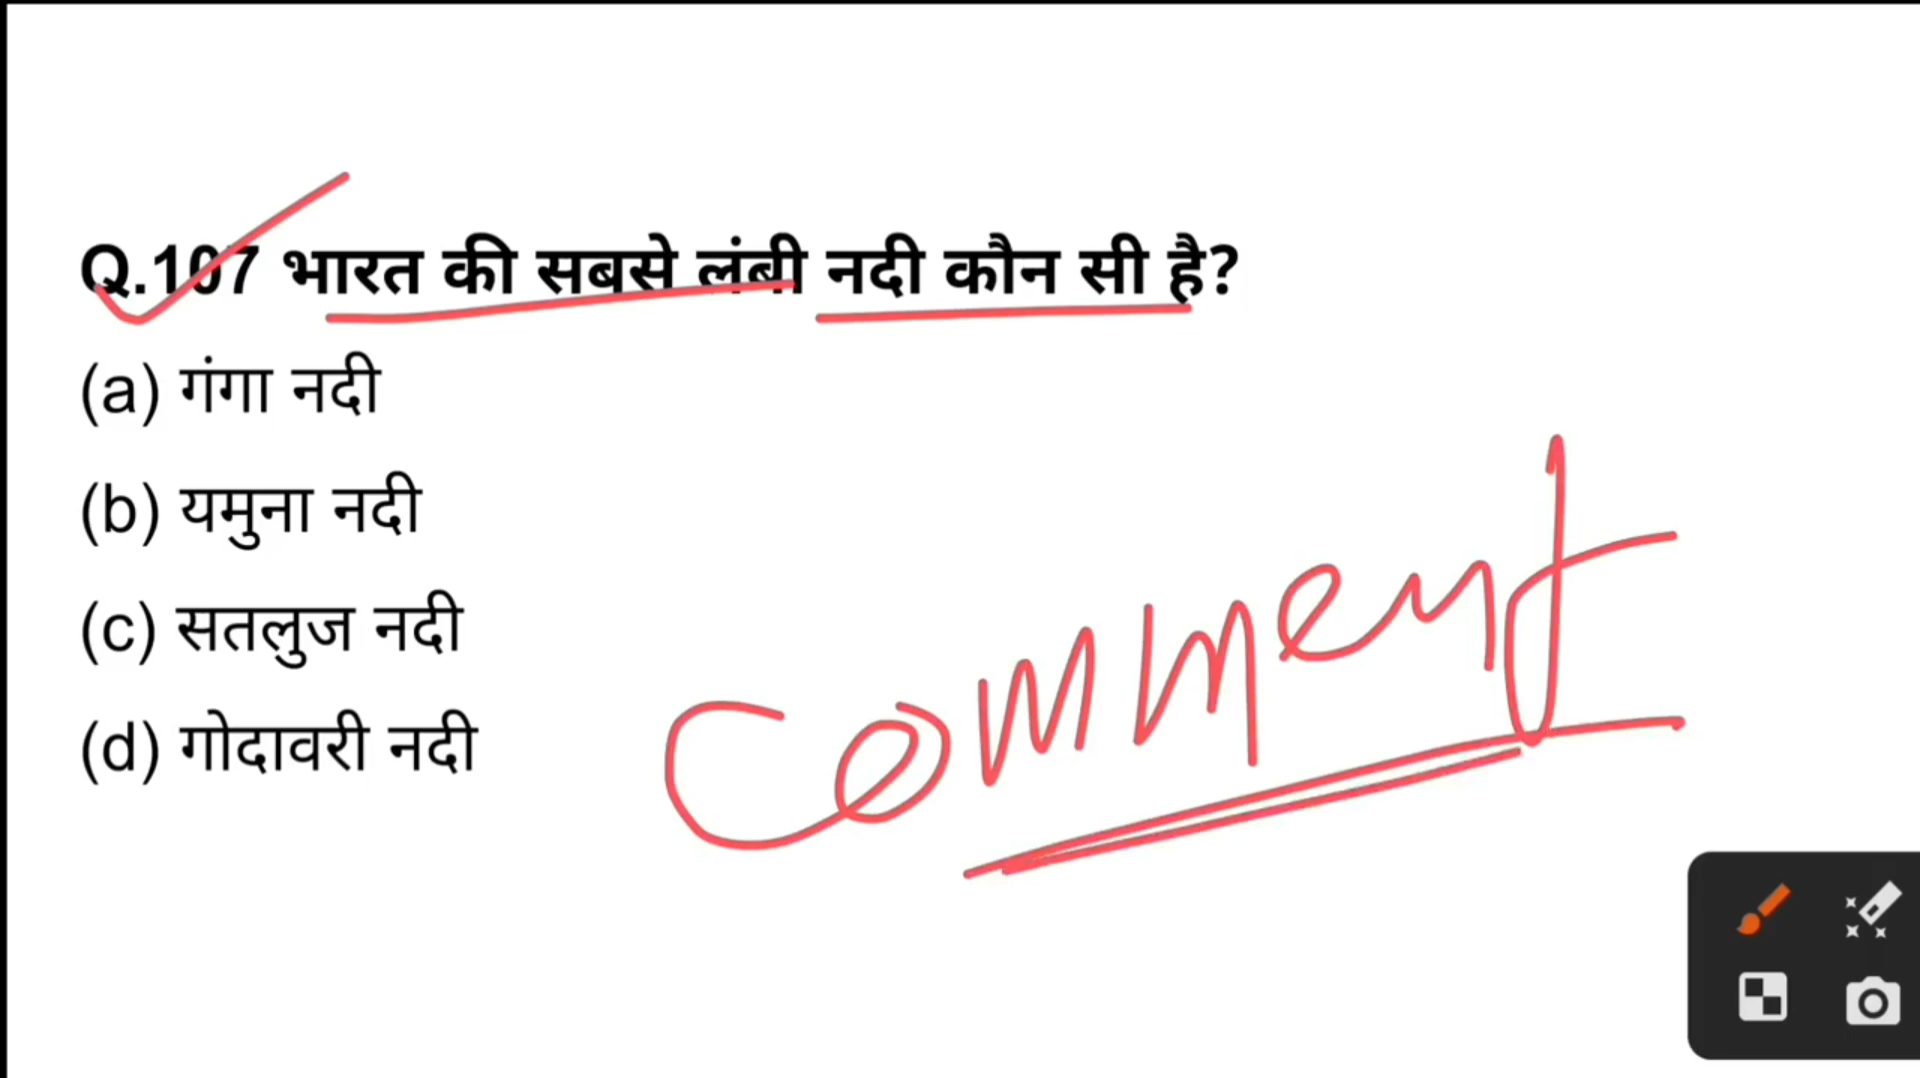 Q.107 भारत की सबसे लंबी नदी कौन सी है?
(a) गंगा नदी
(b) यमुना नदी
(c) सतलुज नदी
(d) गोदावरी नदी
comment